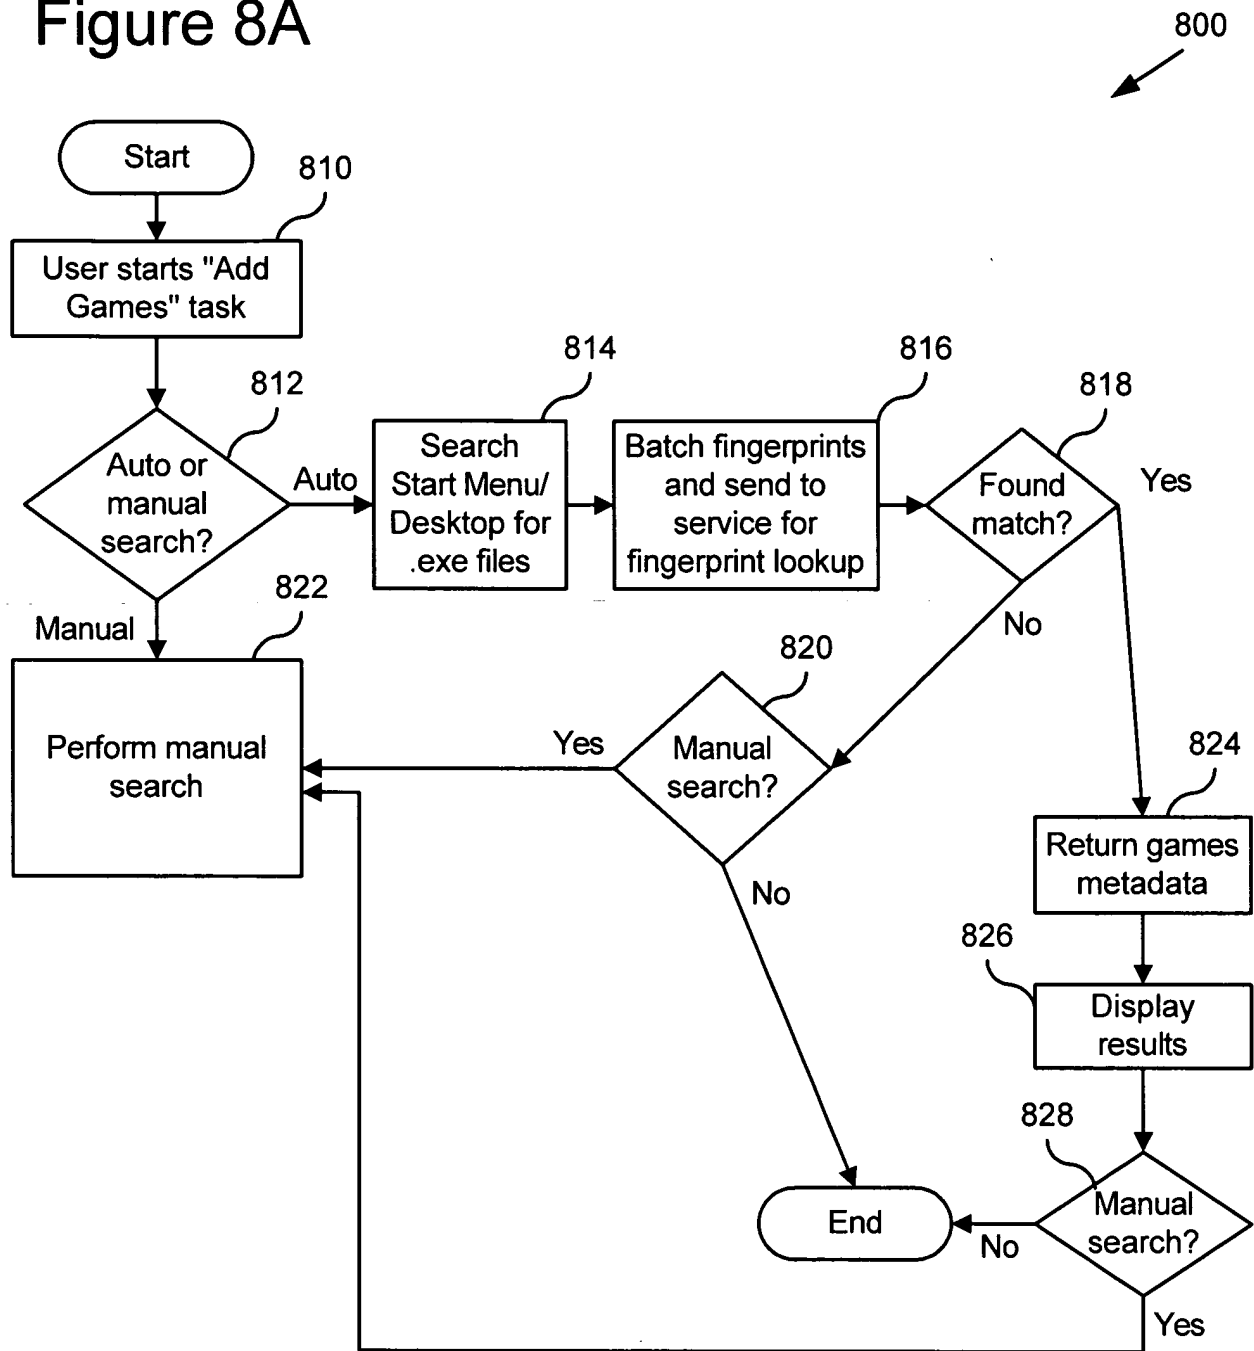 Figure 8A
800
Start
810
User starts "Add
Games" task
812
Auto or
manual
search?
Auto
814
Search
Start Menu/
Desktop for
.exe files
816
Batch fingerprints
and send to
service for
fingerprint lookup
818
Found
match?
Yes
No
Manual
822
Perform manual
search
820
Manual
search?
Yes
No
824
Return games
metadata
826
Display
results
828
Manual
search?
No
End
Yes